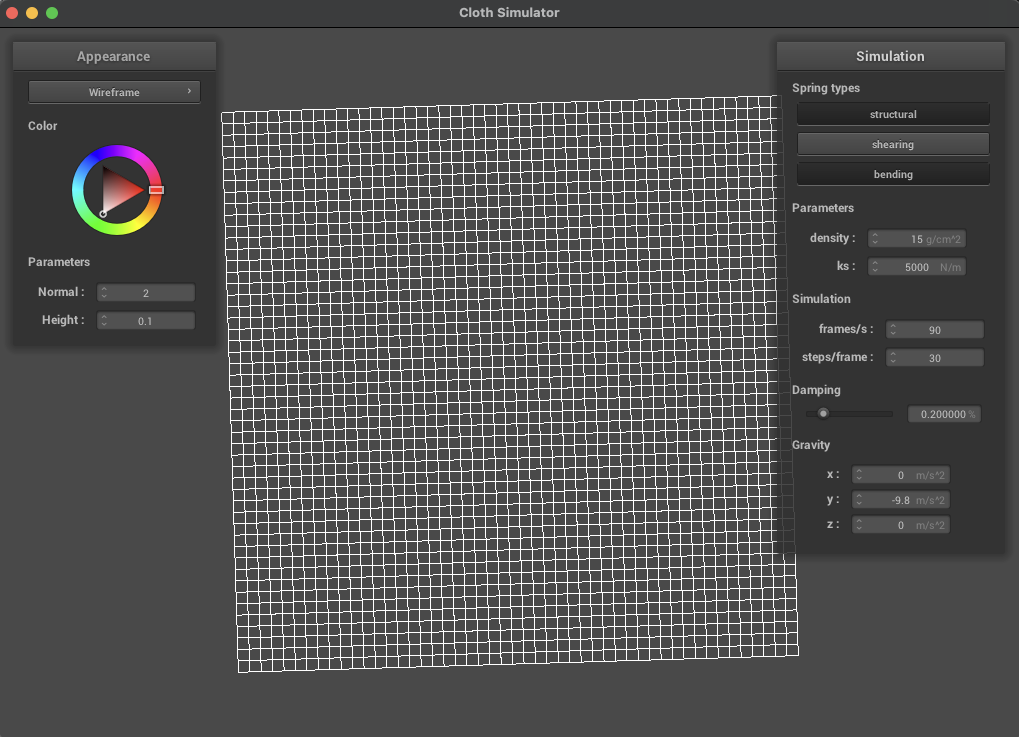 Cloth Simulator
Appearance
Wireframe
Color
Parameters
Normal : 2
Height : 0.1
Simulation
Spring types
structural
shearing
bending
Parameters
density : 15 g/cm^2
ks : 5000 N/m
Simulation
frames/s : 90
steps/frame : 30
Damping
0.200000 %
Gravity
x : 0 m/s^2
y : -9.8 m/s^2
z : 0 m/s^2